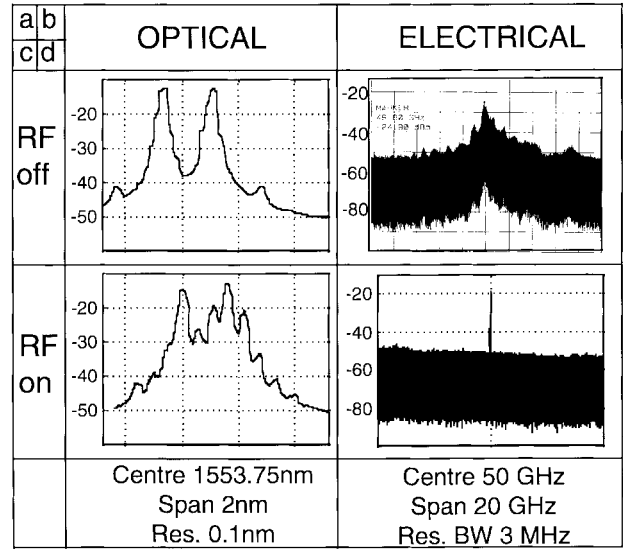 a b
c d
OPTICAL
ELECTRICAL
RF
off
-20
-30
-40
-50
-20
-40
-60
-80
MARKER
RF
on
-20
-30
-40
-50
-20
-40
-60
-80
Centre 1553.75nm
Span 2nm
Res. 0.1nm
Centre 50 GHz
Span 20 GHz
Res. BW 3 MHz